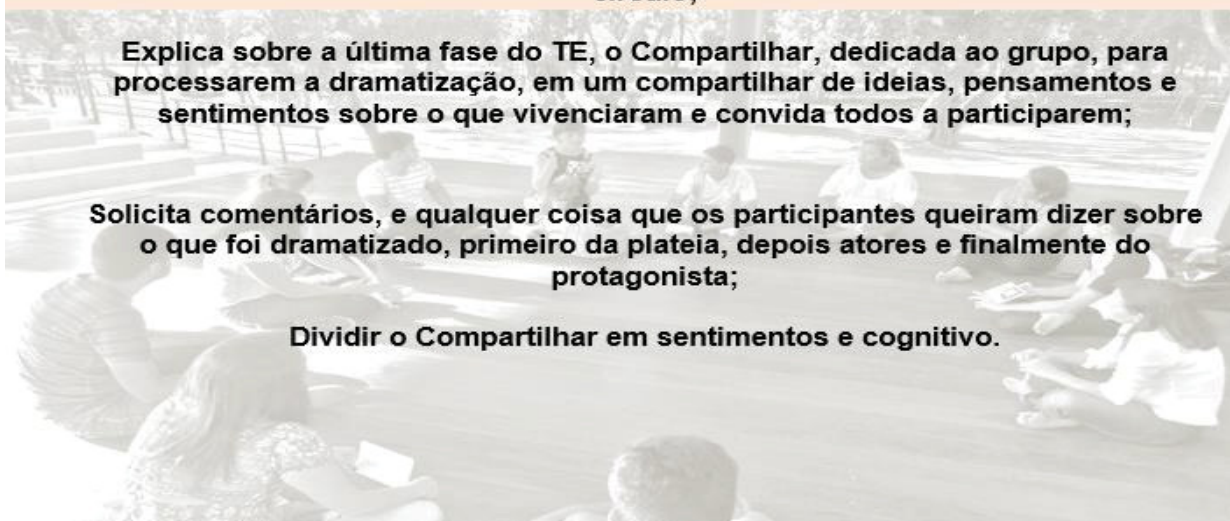 Explica sobre a última fase do TE, o Compartilhar, dedicada ao grupo, para
processarem a dramatização, em um compartilhar de ideias, pensamentos e
sentimentos sobre o que vivenciaram e convida todos a participarem;
Solicita comentários, e qualquer coisa que os participantes queiram dizer sobre
o que foi dramatizado, primeiro da plateia, depois atores e finalmente do
protagonista;
Dividir o Compartilhar em sentimentos e cognitivo.